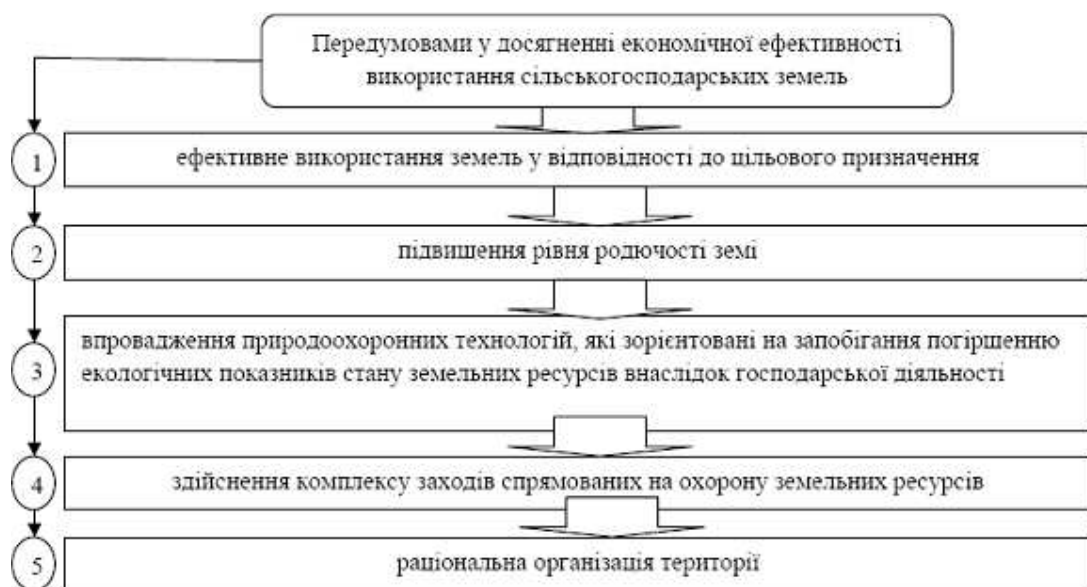 Передумовами у досягненні економічної ефективності
використання сільськогосподарських земель
1
ефективне використання земель у відповідності до цільового призначення
2
підвищення рівня родючостіземі
3
впровадження природоохоронних технологій, які зорієнтовані на запобігання погіршенню
екологічних показників стану земельних ресурсів внаслідок господарської діяльності
4
здійснення комплексу заходів спрямованих на охорону земельних ресурсів
5
раціональна організація території